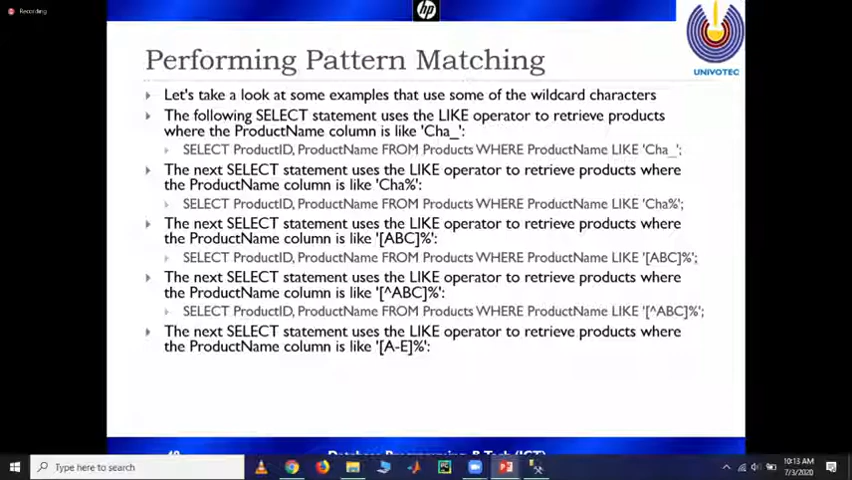 Recording
hp
UNIVOTEC
Performing Pattern Matching
Let's take a look at some examples that use some of the wildcard characters
The following SELECT statement uses the LIKE operator to retrieve products
where the ProductName column is like 'Cha_':
SELECT ProductID, ProductName FROM Products WHERE ProductName LIKE 'Cha_';
The next SELECT statement uses the LIKE operator to retrieve products where
the ProductName column is like 'Cha%':
SELECT ProductID, ProductName FROM Products WHERE ProductName LIKE 'Cha%';
The next SELECT statement uses the LIKE operator to retrieve products where
the ProductName column is like '[ABC]%':
SELECT ProductID, ProductName FROM Products WHERE ProductName LIKE '[ABC]%';
The next SELECT statement uses the LIKE operator to retrieve products where
the ProductName column is like '[^ABC]%':
SELECT ProductID, ProductName FROM Products WHERE ProductName LIKE '[^ABC]%';
The next SELECT statement uses the LIKE operator to retrieve products where
the ProductName column is like '[A-E]%':
Database Programming, B.Tech (ICT)
Type here to search
10:13 AM
7/3/2020